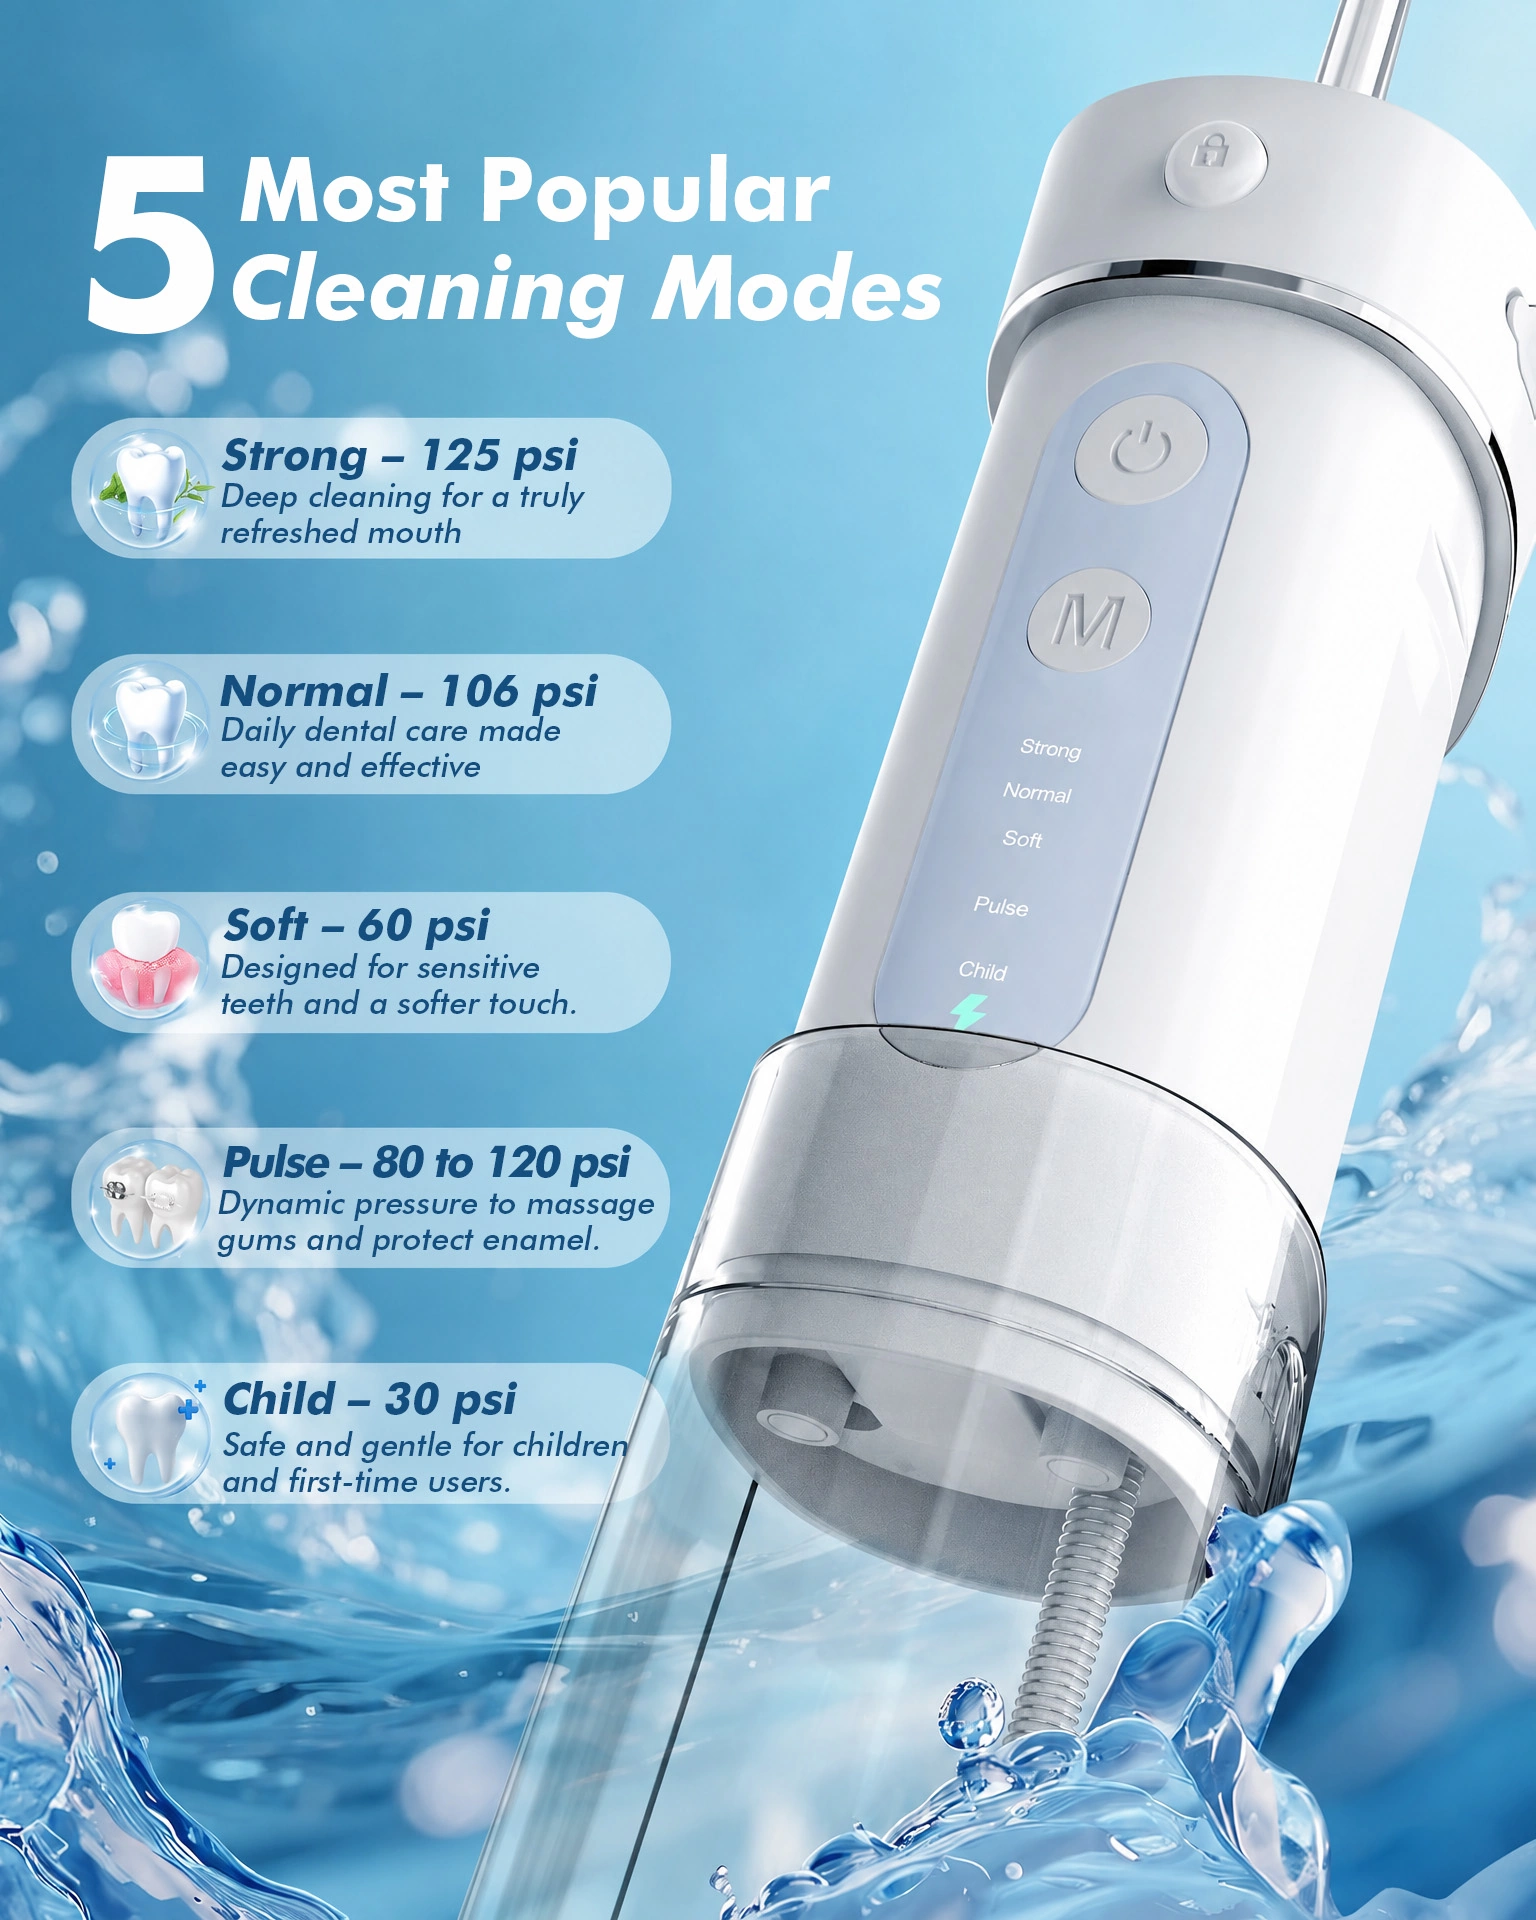 5 Most Popular
Cleaning Modes
Strong – 125 psi
Deep cleaning for a truly
refreshed mouth
Normal – 106 psi
Daily dental care made
easy and effective
Soft – 60 psi
Designed for sensitive
teeth and a softer touch.
Pulse – 80 to 120 psi
Dynamic pressure to massage
gums and protect enamel.
Child – 30 psi
Safe and gentle for children
and first-time users.
M
Strong
Normal
Soft
Pulse
Child